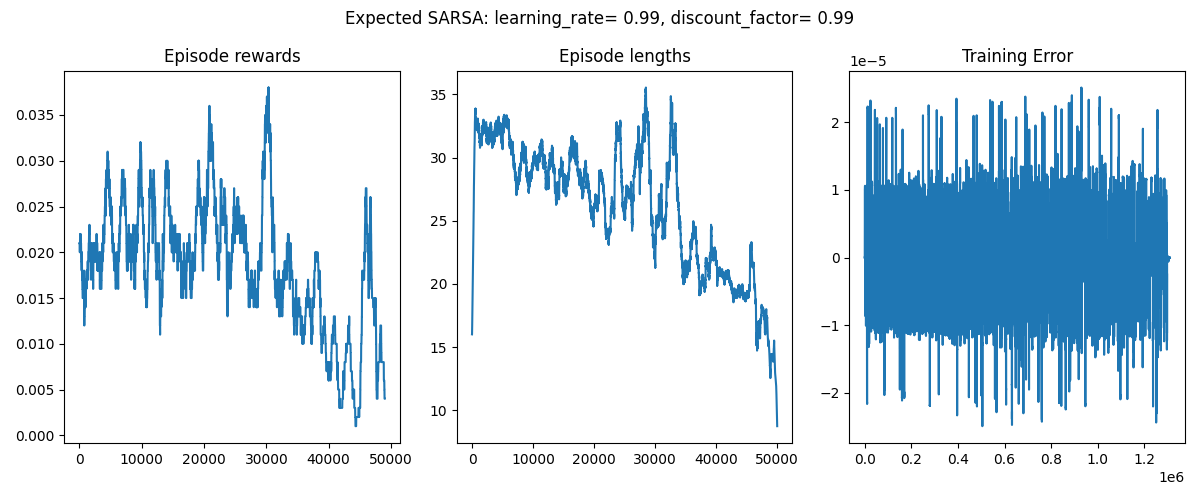 Expected SARSA: learning_rate= 0.99, discount_factor= 0.99
Episode rewards
0.035
0.030
0.025
0.020
0.015
0.010
0.005
0.000
0 10000 20000 30000 40000 50000
Episode lengths
35
30
25
20
15
10
0 10000 20000 30000 40000 50000
Training Error
1e−5
2
1
0
−1
−2
0.0 0.2 0.4 0.6 0.8 1.0 1.2
1e6